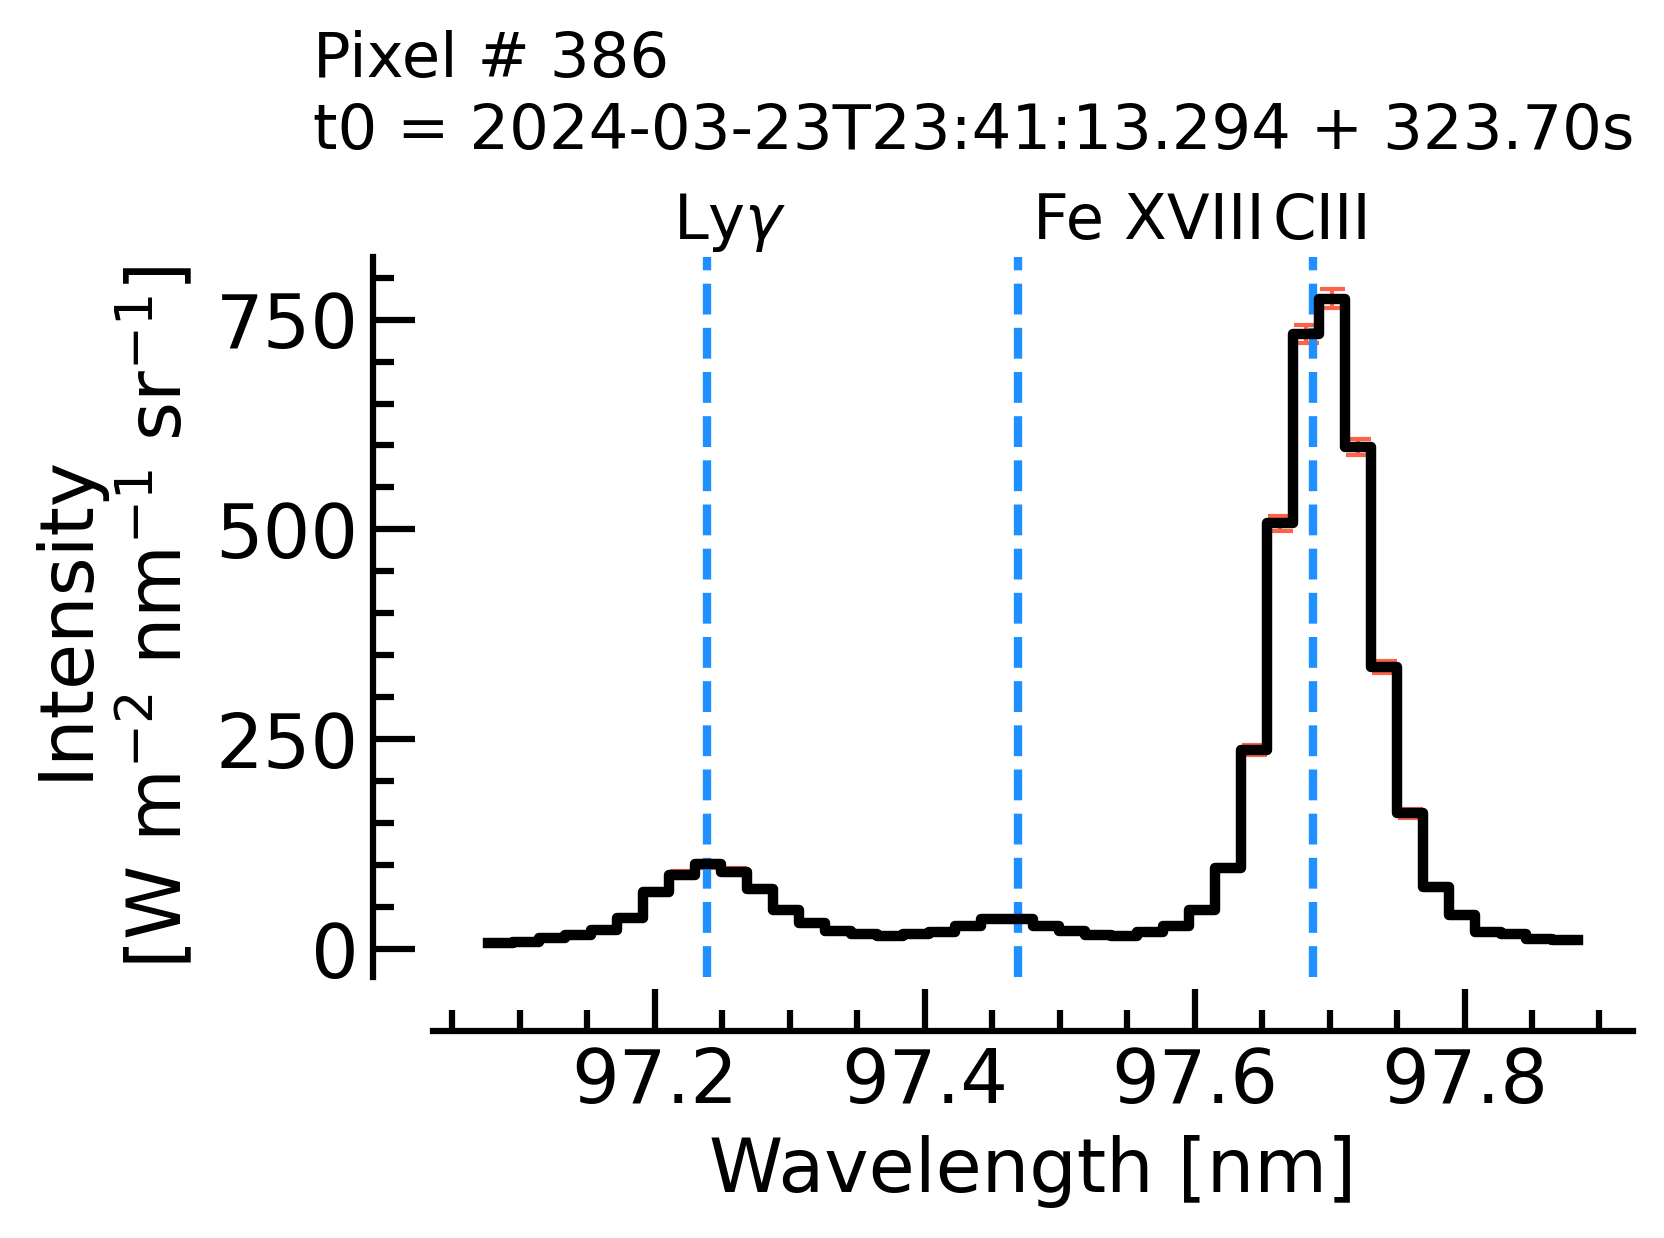 Pixel # 386
t0 = 2024-03-23T23:41:13.294 + 323.70s
Lyγ Fe XVIII CIII
Intensity
[W m⁻² nm⁻¹ sr⁻¹]
750
500
250
0
97.2 97.4 97.6 97.8
Wavelength [nm]